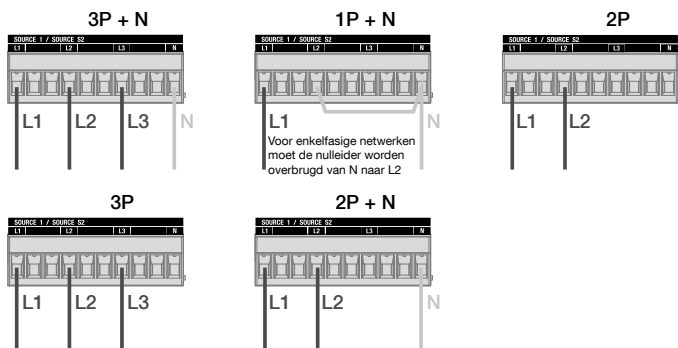 3P + N
SOURCE 1 / SOURCE S2
L1 L2 L3 N
L1 L2 L3 N
1P + N
SOURCE 1 / SOURCE S2
L1 L2 L3 N
L1 N
Voor enkelfasige netwerken
moet de nulleider worden
overbrugd van N naar L2
2P
SOURCE 1 / SOURCE S2
L1 L2 L3 N
L1 L2
3P
SOURCE 1 / SOURCE S2
L1 L2 L3 N
L1 L2 L3
2P + N
SOURCE 1 / SOURCE S2
L1 L2 L3 N
L1 L2 N